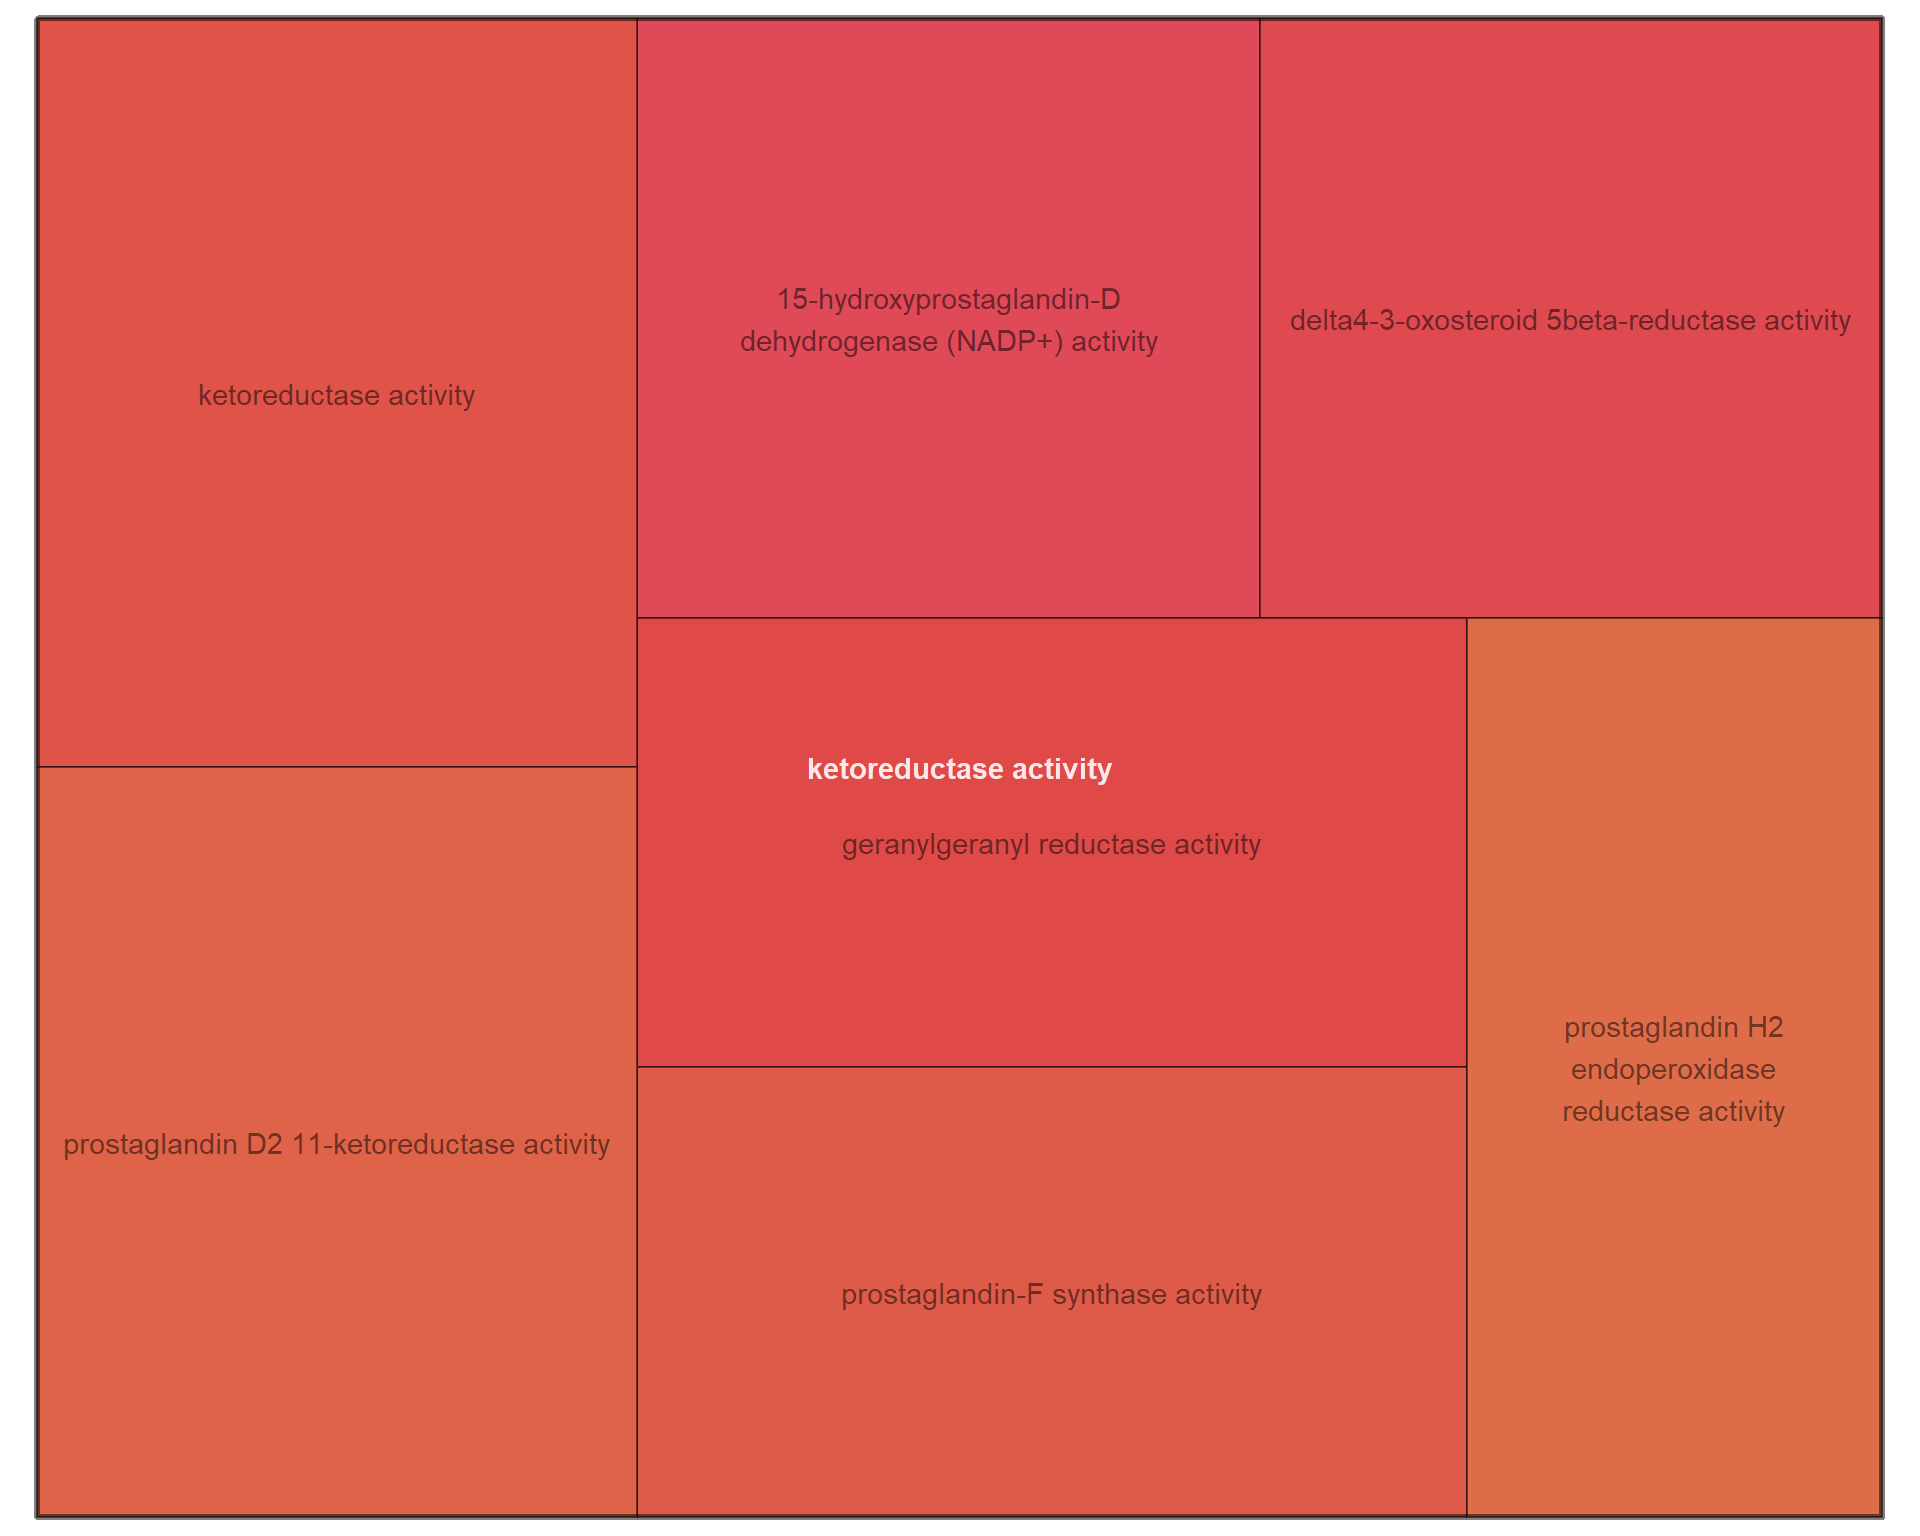 ketoreductase activity
15-hydroxyprostaglandin-D
dehydrogenase (NADP+) activity
delta4-3-oxosteroid 5beta-reductase activity
ketoreductase activity
geranylgeranyl reductase activity
prostaglandin H2
endoperoxidase
reductase activity
prostaglandin D2 11-ketoreductase activity
prostaglandin-F synthase activity